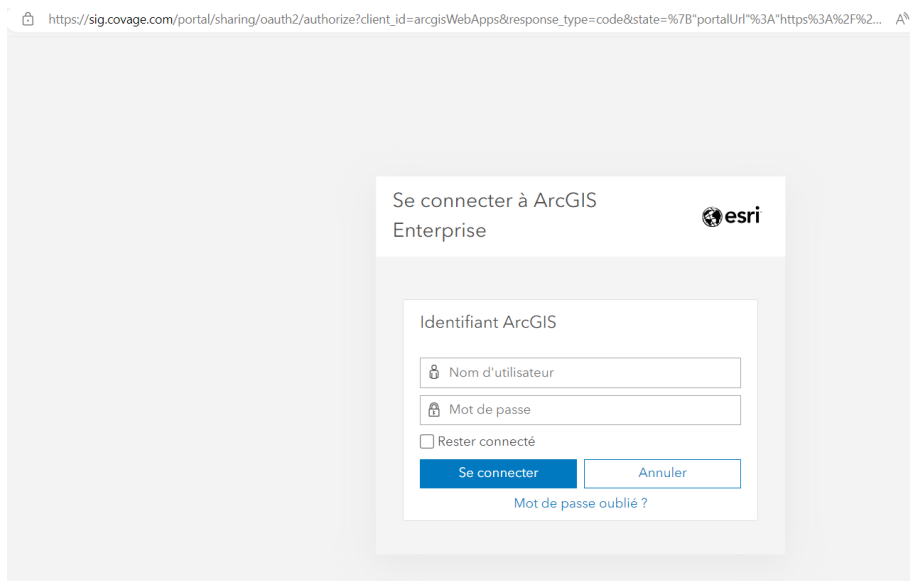 https://sig.covage.com/portal/sharing/oauth2/authorize?client_id=arcgisWebApps&response_type=code&state=%7B"portalUrl"%3A"https%3A%2F%2... A
Se connecter à ArcGIS
Enterprise
esri
Identifiant ArcGIS
Nom d'utilisateur
Mot de passe
Rester connecté
Se connecter Annuler
Mot de passe oublié ?